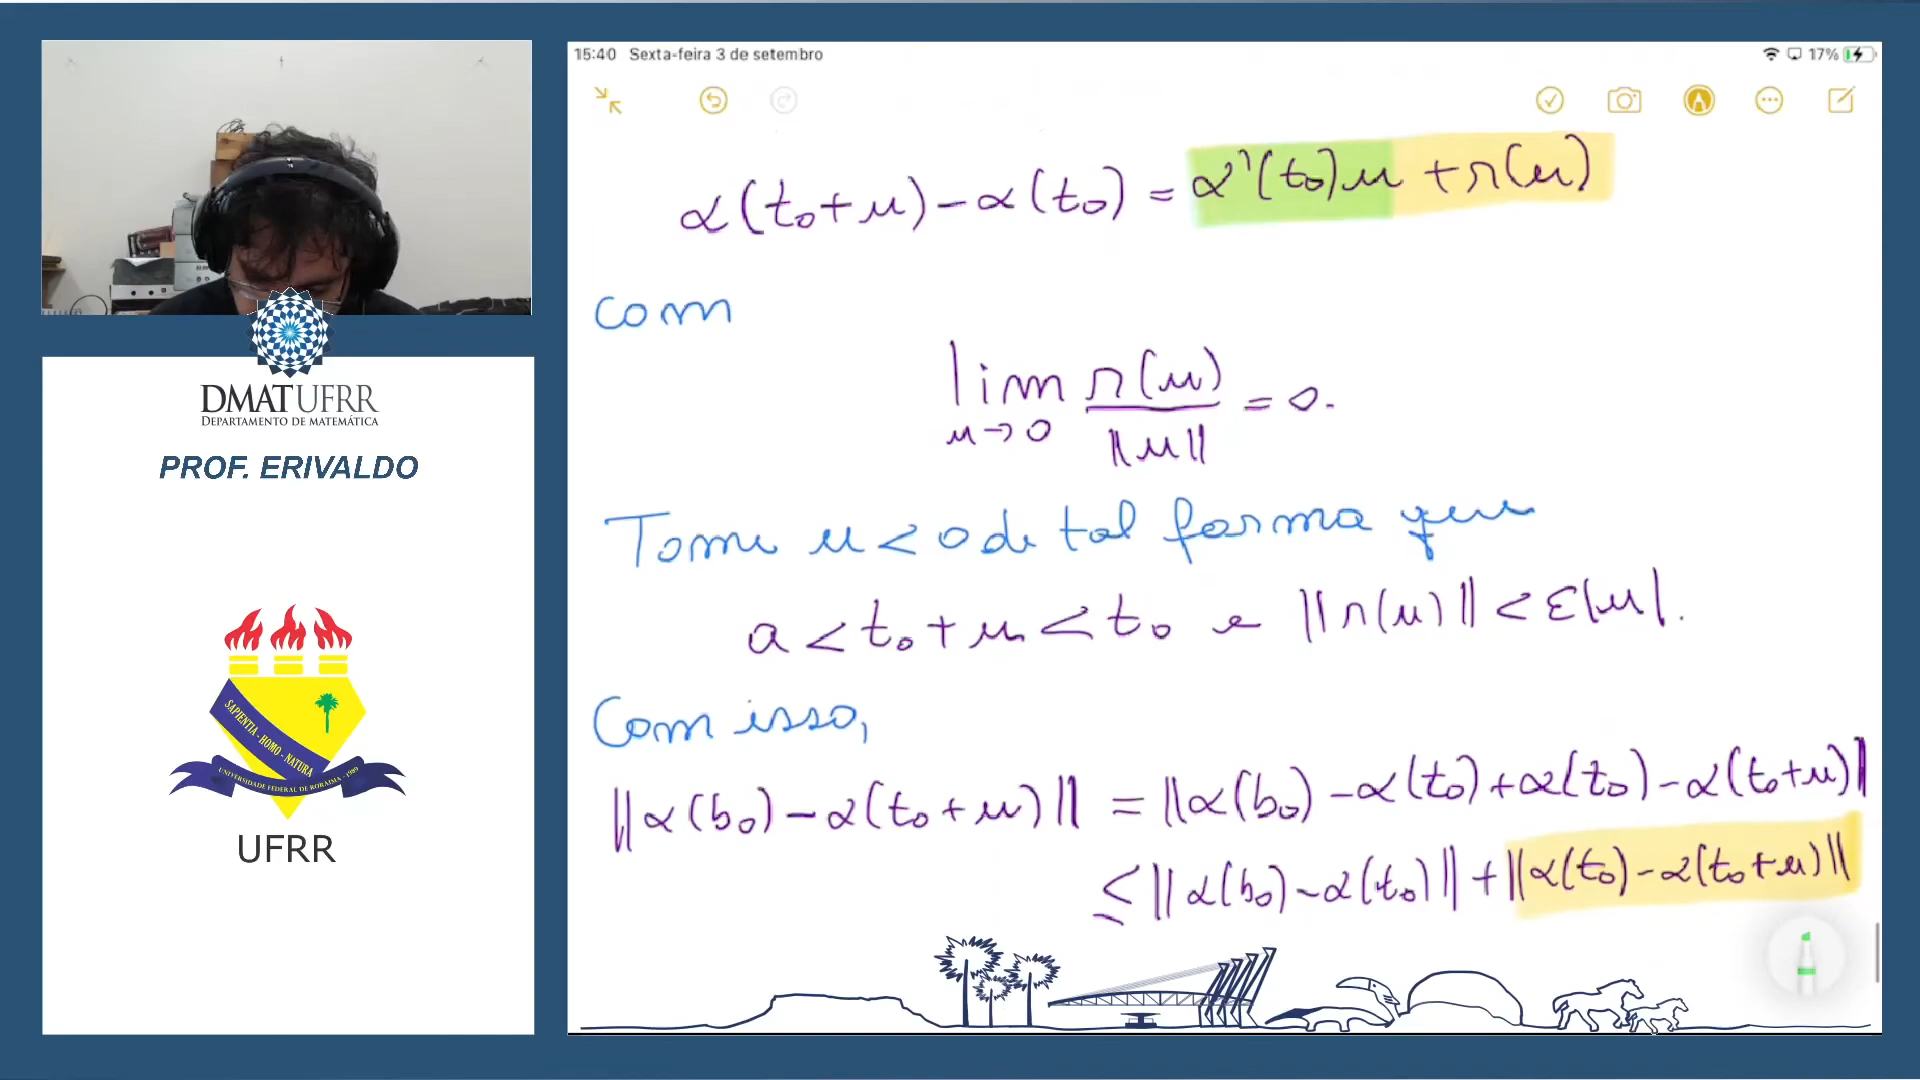 15:40 Sexta-feira 3 de setembro
17%
α(t₀+u)-α(t₀) = α'(t₀)u + r(u)
com
lim r(u)/||u|| = 0.
u→0
Tome u<0 de tal forma que
a < t₀+u < t₀ e ||r(u)|| < ε|u|.
Com isso,
||α(b₀)-α(t₀+u)|| = ||α(b₀)-α(t₀)+α(t₀)-α(t₀+u)||
≤ ||α(b₀)-α(t₀)|| + ||α(t₀)-α(t₀+u)||
DMATUFRR
DEPARTAMENTO DE MATEMÁTICA
PROF. ERIVALDO
SAPIENTIA - HOMO - NATURA
UNIVERSIDADE FEDERAL DE RORAIMA - 1989
UFRR